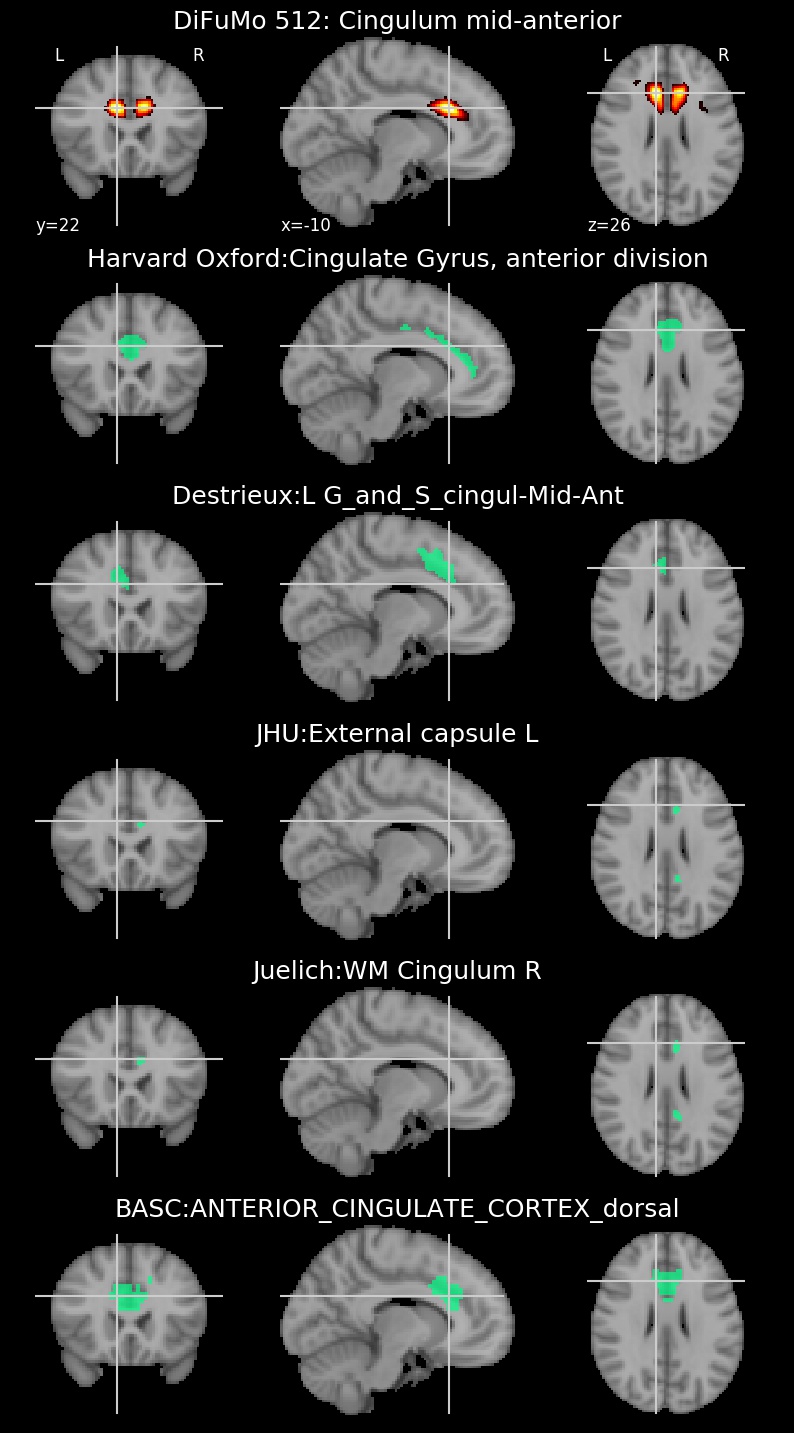 DiFuMo 512: Cingulum mid-anterior
L R L R
y=22 x=-10 z=26
Harvard Oxford:Cingulate Gyrus, anterior division
Destrieux:L G_and_S_cingul-Mid-Ant
JHU:External capsule L
Juelich:WM Cingulum R
BASC:ANTERIOR_CINGULATE_CORTEX_dorsal